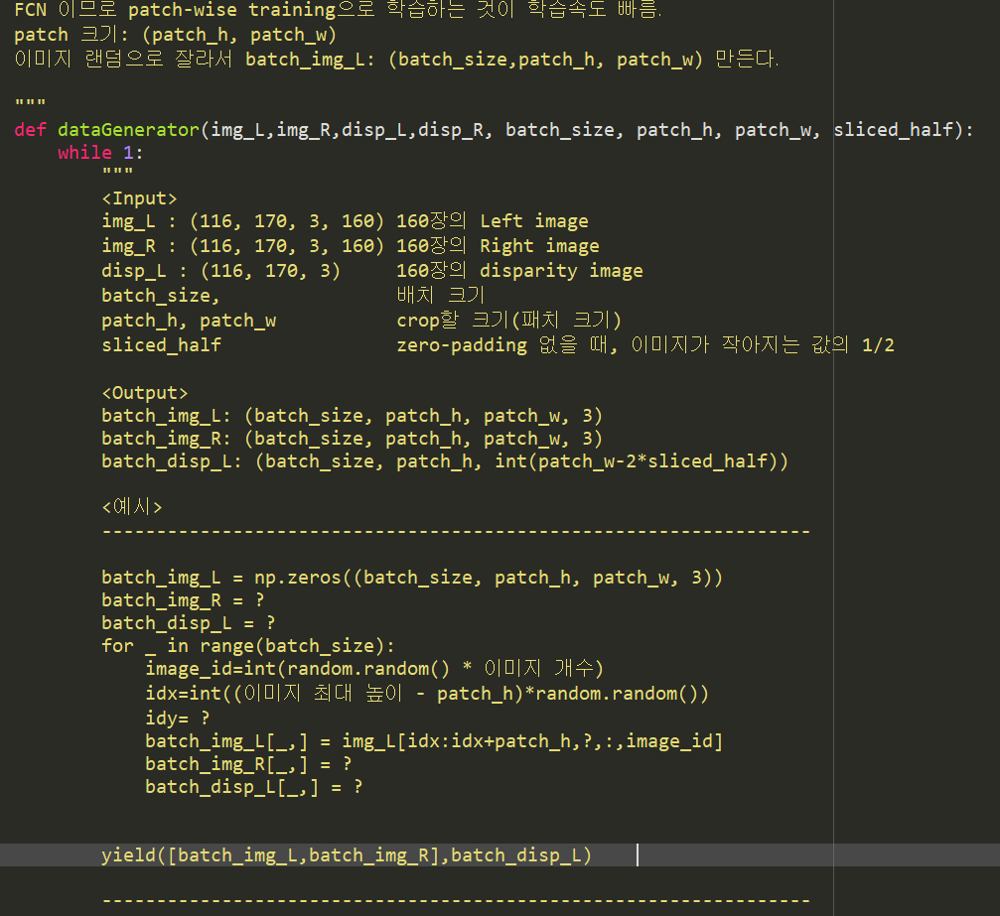 FCN 이므로 patch-wise training으로 학습하는 것이 학습속도 빠름.
patch 크기: (patch_h, patch_w)
이미지 랜덤으로 잘라서 batch_img_L: (batch_size,patch_h, patch_w) 만든다.
"""
def dataGenerator(img_L,img_R,disp_L,disp_R, batch_size, patch_h, patch_w, sliced_half):
    while 1:
        """
        <Input>
        img_L : (116, 170, 3, 160) 160장의 Left image
        img_R : (116, 170, 3, 160) 160장의 Right image
        disp_L : (116, 170, 3)     160장의 disparity image
        batch_size,                배치 크기
        patch_h, patch_w           crop할 크기(패치 크기)
        sliced_half                zero-padding 없을 때, 이미지가 작아지는 값의 1/2
        <Output>
        batch_img_L: (batch_size, patch_h, patch_w, 3)
        batch_img_R: (batch_size, patch_h, patch_w, 3)
        batch_disp_L: (batch_size, patch_h, int(patch_w-2*sliced_half))
        <예시>
        -----------------------------------------------------------------
        batch_img_L = np.zeros((batch_size, patch_h, patch_w, 3))
        batch_img_R = ?
        batch_disp_L = ?
        for _ in range(batch_size):
            image_id=int(random.random() * 이미지 개수)
            idx=int((이미지 최대 높이 - patch_h)*random.random())
            idy= ?
            batch_img_L[_,] = img_L[idx:idx+patch_h,?,:,image_id]
            batch_img_R[_,] = ?
            batch_disp_L[_,] = ?
        yield([batch_img_L,batch_img_R],batch_disp_L)
        -----------------------------------------------------------------